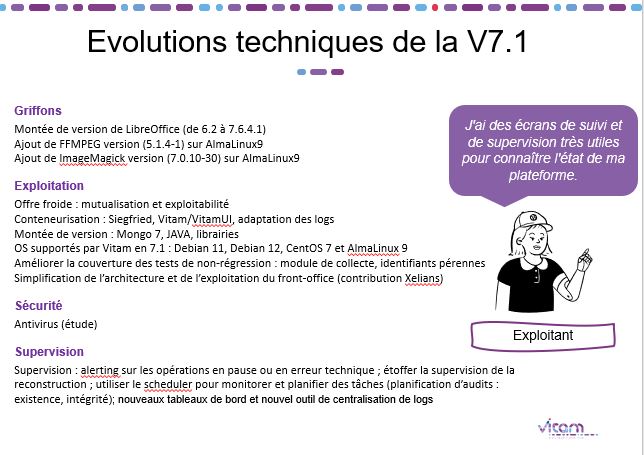 Evolutions techniques de la V7.1
Griffons
Montée de version de LibreOffice (de 6.2 à 7.6.4.1)
Ajout de FFMPEG version (5.1.4-1) sur AlmaLinux9
Ajout de ImageMagick version (7.0.10-30) sur AlmaLinux9
Exploitation
Offre froide : mutualisation et exploitabilité
Conteneurisation : Siegfried, Vitam/VitamUI, adaptation des logs
Montée de version : Mongo 7, JAVA, librairies
OS supportés par Vitam en 7.1 : Debian 11, Debian 12, CentOS 7 et AlmaLinux 9
Améliorer la couverture des tests de non-régression : module de collecte, identifiants pérennes
Simplification de l'architecture et de l'exploitation du front-office (contribution Xelians)
Sécurité
Antivirus (étude)
Supervision
Supervision : alerting sur les opérations en pause ou en erreur technique ; étoffer la supervision de la
reconstruction ; utiliser le scheduler pour monitorer et planifier des tâches (planification d'audits :
existence, intégrité); nouveaux tableaux de bord et nouvel outil de centralisation de logs
J'ai des écrans de suivi et
de supervision très utiles
pour connaître l'état de ma
plateforme.
Exploitant
vitam